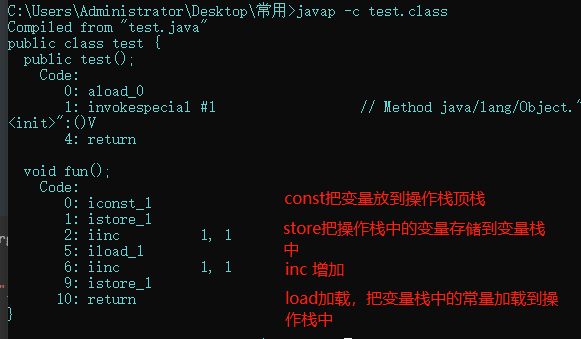 C:\Users\Administrator\Desktop\常用>javap -c test.class
Compiled from "test.java"
public class test {
  public test();
    Code:
       0: aload_0
       1: invokespecial #1                  // Method java/lang/Object."
<init>":()V
       4: return
  void fun();
    Code:
       0: iconst_1
       1: istore_1
       2: iinc          1, 1
       5: iload_1
       6: iinc          1, 1
       9: istore_1
      10: return
}
const把变量放到操作栈顶栈
store把操作栈中的变量存储到变量栈
中
inc 增加
load加载，把变量栈中的常量加载到操
作栈中